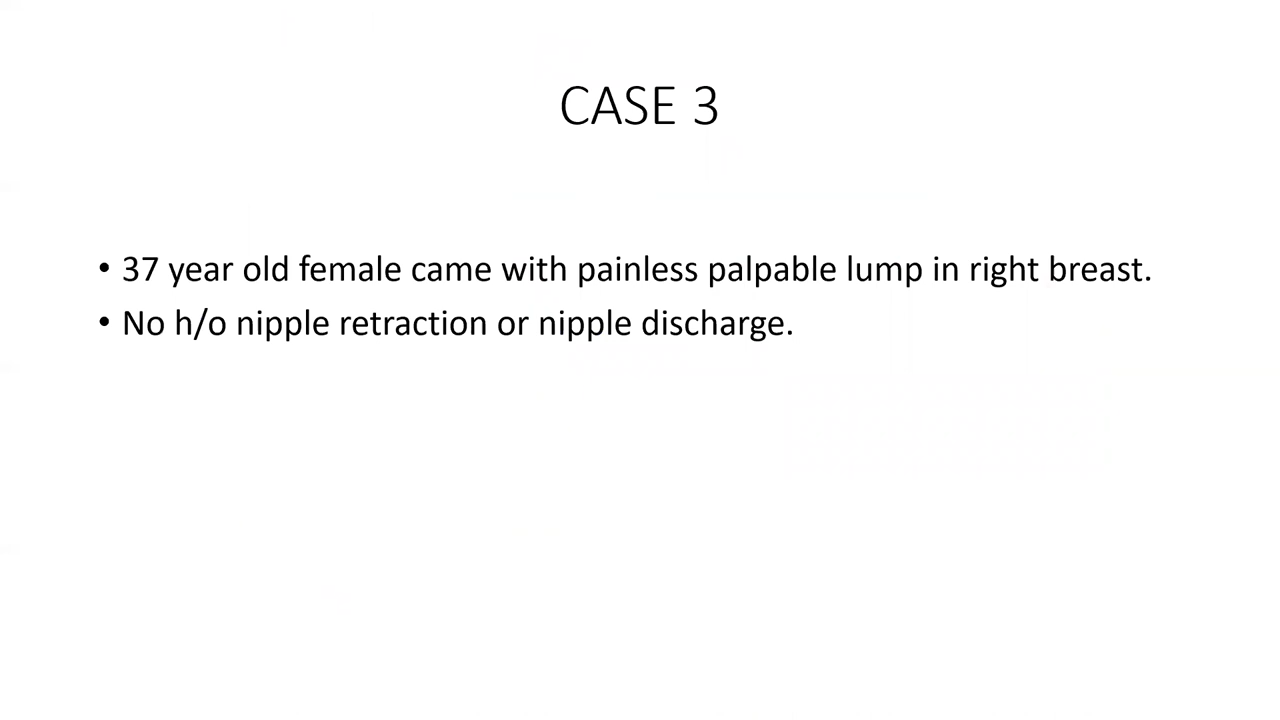 CASE 3
• 37 year old female came with painless palpable lump in right breast.
• No h/o nipple retraction or nipple discharge.